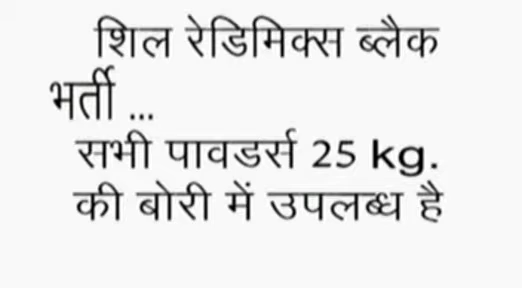 शिल रेडिमिक्स ब्लैक
भर्ती ...
सभी पावडर्स 25 kg.
की बोरी में उपलब्ध है